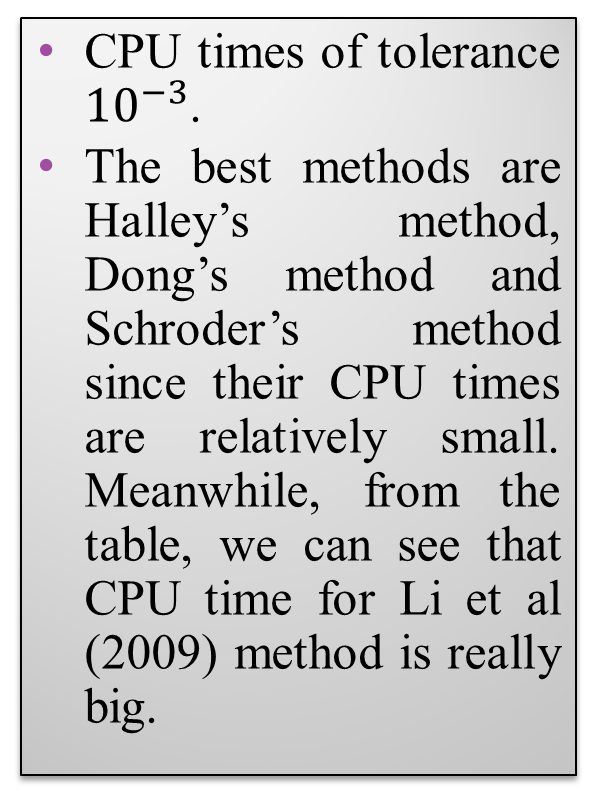 • CPU times of tolerance
10⁻³.
• The best methods are
Halley’s method,
Dong’s method and
Schroder’s method
since their CPU times
are relatively small.
Meanwhile, from the
table, we can see that
CPU time for Li et al
(2009) method is really
big.